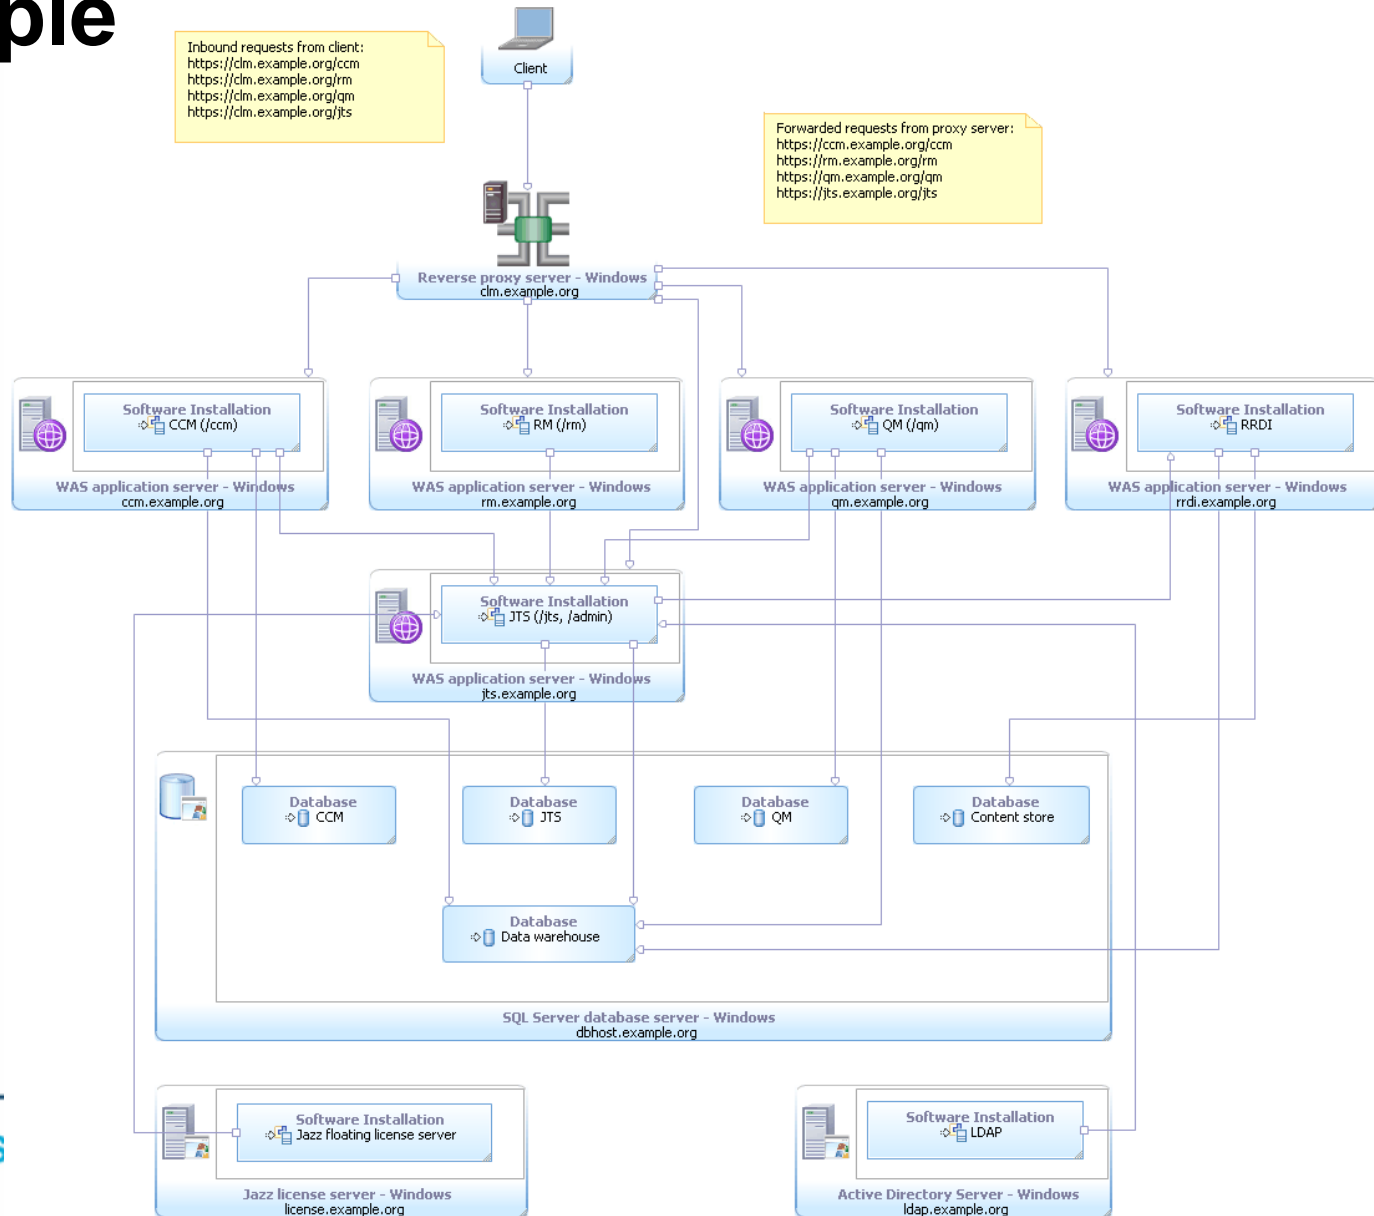 ple
Inbound requests from client:
https://clm.example.org/ccm
https://clm.example.org/rm
https://clm.example.org/qm
https://clm.example.org/jts
Client
Forwarded requests from proxy server:
https://ccm.example.org/ccm
https://rm.example.org/rm
https://qm.example.org/qm
https://jts.example.org/jts
Reverse proxy server - Windows
clm.example.org
Software Installation
CCM (/ccm)
WAS application server - Windows
ccm.example.org
Software Installation
RM (/rm)
WAS application server - Windows
rm.example.org
Software Installation
QM (/qm)
WAS application server - Windows
qm.example.org
Software Installation
RRDI
WAS application server - Windows
rrdi.example.org
Software Installation
JTS (/jts, /admin)
WAS application server - Windows
jts.example.org
Database
CCM
Database
JTS
Database
QM
Database
Content store
Database
Data warehouse
SQL Server database server - Windows
dbhost.example.org
Software Installation
Jazz floating license server
Jazz license server - Windows
license.example.org
Software Installation
LDAP
Active Directory Server - Windows
ldap.example.org